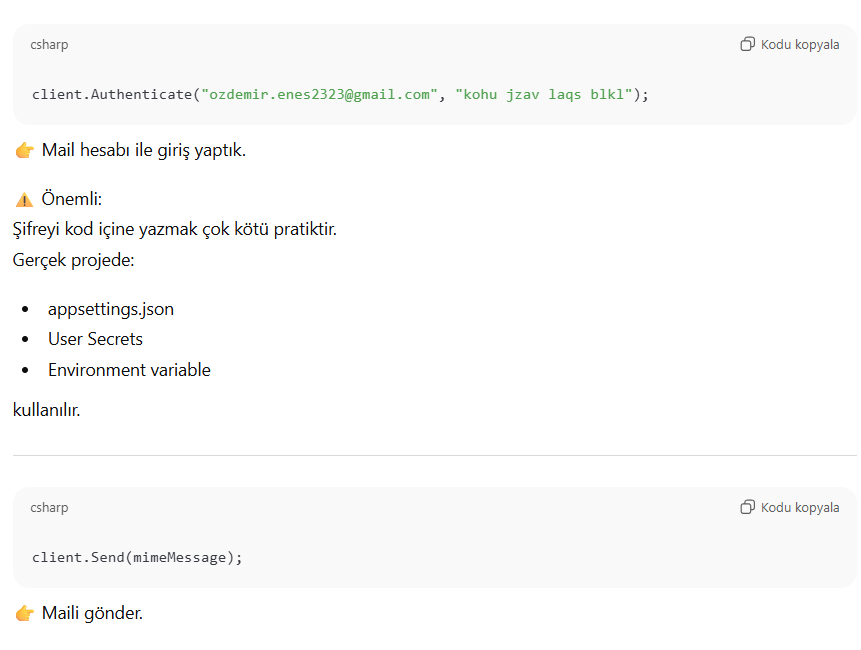 csharp
Kodu kopyala
client.Authenticate("ozdemir.enes2323@gmail.com", "kohu jzav laqs blkl");
👉 Mail hesabı ile giriş yaptık.
⚠️ Önemli:
Şifreyi kod içine yazmak çok kötü pratiktir.
Gerçek projede:
• appsettings.json
• User Secrets
• Environment variable
kullanılır.
csharp
Kodu kopyala
client.Send(mimeMessage);
👉 Maili gönder.